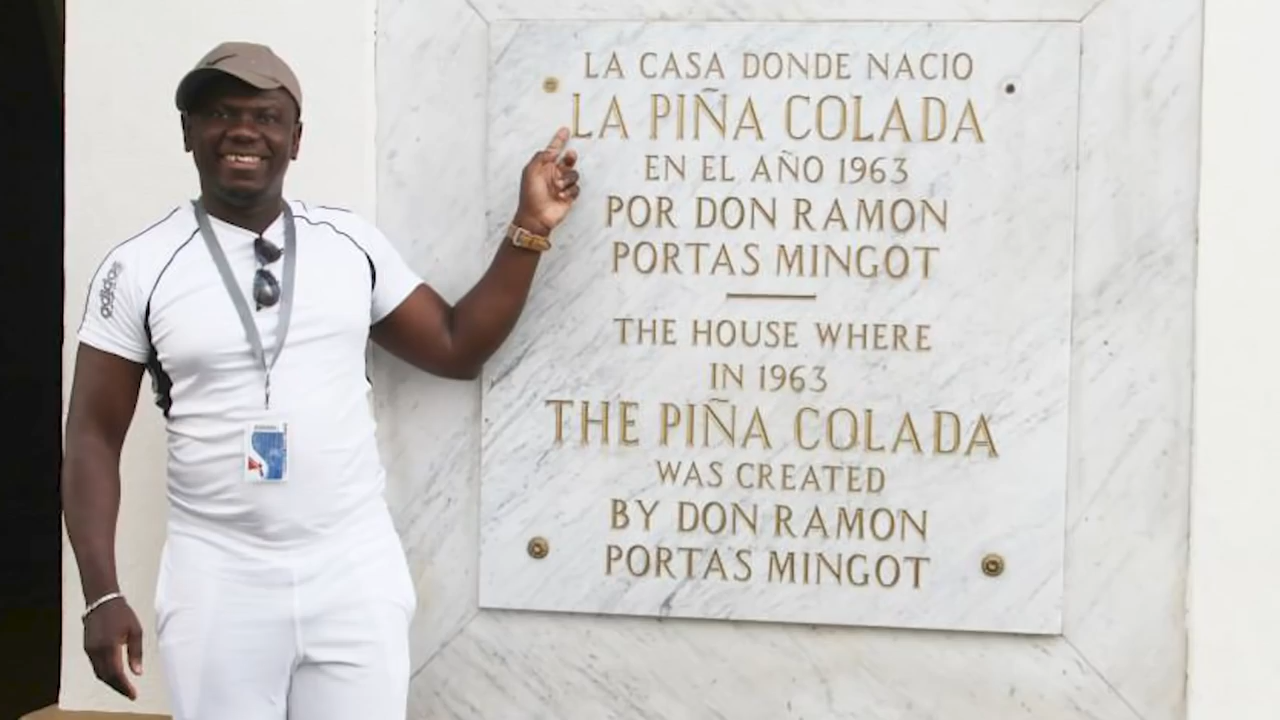 LA CASA DONDE NACIO
LA PIÑA COLADA
EN EL AÑO 1963
POR DON RAMON
PORTAS MINGOT
THE HOUSE WHERE
IN 1963
THE PIÑA COLADA
WAS CREATED
BY DON RAMON
PORTAS MINGOT
adidas